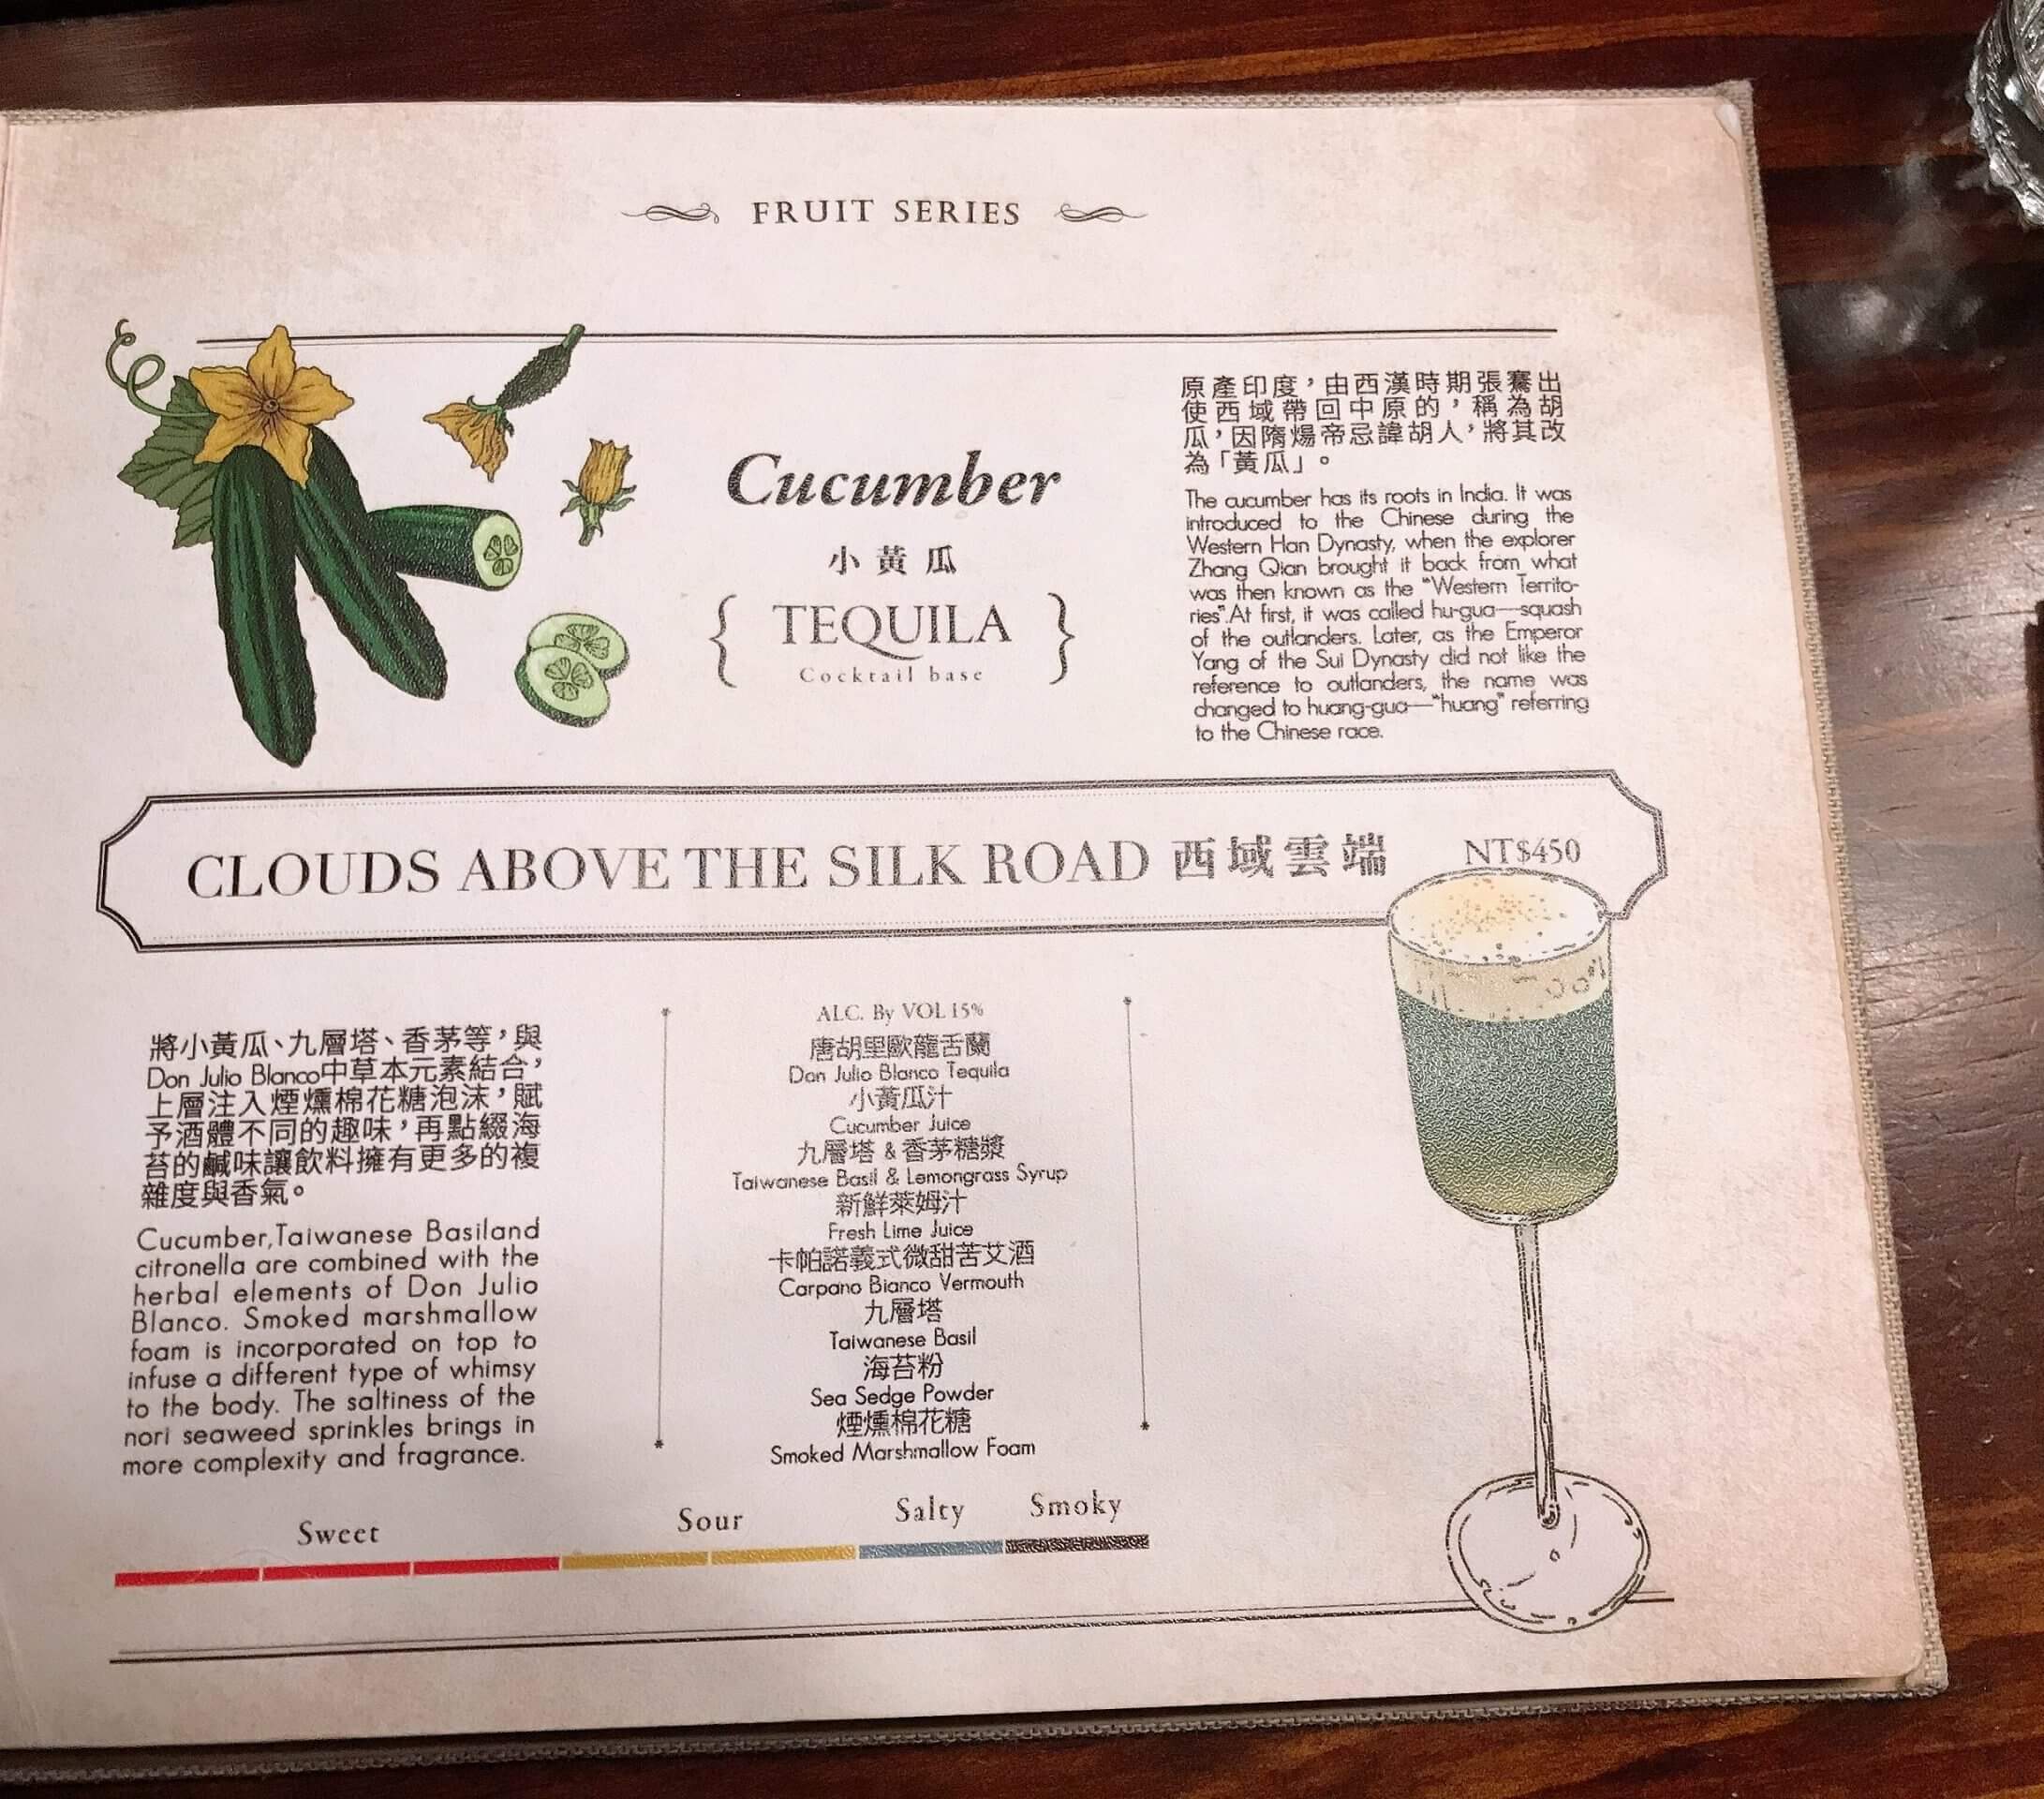 FRUIT SERIES
Cucumber
小黃瓜
{ TEQUILA }
Cocktail base
原產印度，由西漢時期張騫出
使西域帶回中原的，稱為胡
瓜，因隋煬帝忌諱胡人，將其改
為「黃瓜」。
The cucumber has its roots in India. It was
introduced to the Chinese during the
Western Han Dynasty, when the explorer
Zhang Qian brought it back from what
was then known as the "Western Territo-
ries".At first, it was called hu-gua—squash
of the outlanders. Later, as the Emperor
Yang of the Sui Dynasty did not like the
reference to outlanders, the name was
changed to huang-gua—"huang" referring
to the Chinese race.
CLOUDS ABOVE THE SILK ROAD 西域雲端 NT$450
將小黃瓜、九層塔、香茅等，與
Don Julio Blanco中草本元素結合，
上層注入煙燻棉花糖泡沫，賦
予酒體不同的趣味，再點綴海
苔的鹹味讓飲料擁有更多的複
雜度與香氣。
Cucumber,Taiwanese Basiland
citronella are combined with the
herbal elements of Don Julio
Blanco. Smoked marshmallow
foam is incorporated on top to
infuse a different type of whimsy
to the body. The saltiness of the
nori seaweed sprinkles brings in
more complexity and fragrance.
ALC. By VOL 15%
唐胡里歐龍舌蘭
Don Julio Blanco Tequila
小黃瓜汁
Cucumber Juice
九層塔 & 香茅糖漿
Taiwanese Basil & Lemongrass Syrup
新鮮萊姆汁
Fresh Lime Juice
卡帕諾義式微甜苦艾酒
Carpano Bianco Vermouth
九層塔
Taiwanese Basil
海苔粉
Sea Sedge Powder
煙燻棉花糖
Smoked Marshmallow Foam
Sweet Sour Salty Smoky